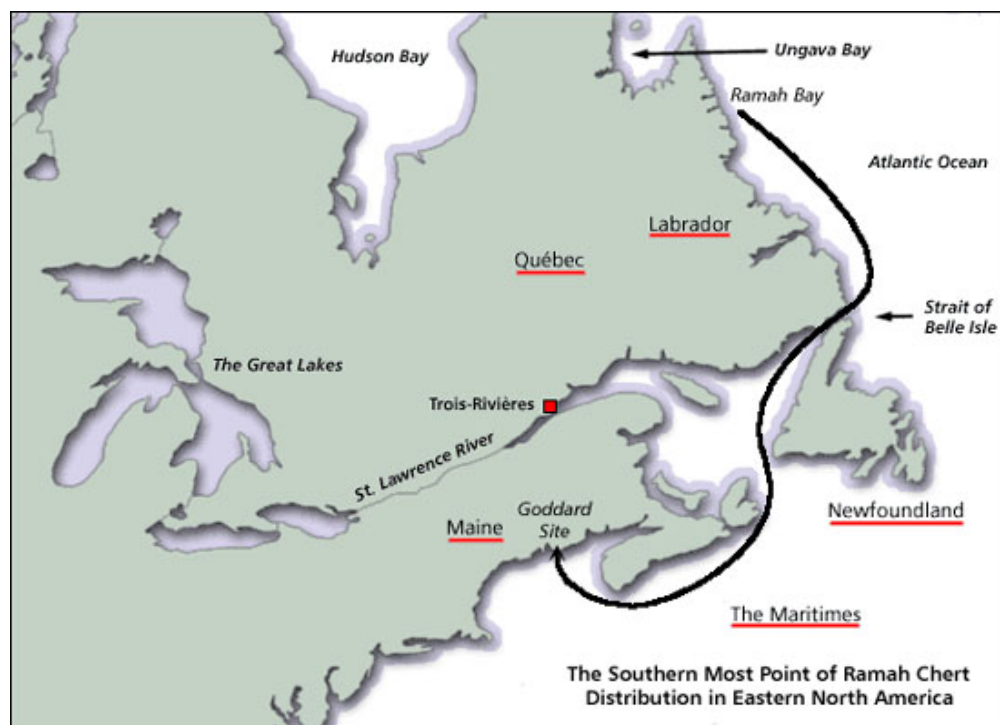 Hudson Bay
Ungava Bay
Ramah Bay
Atlantic Ocean
Labrador
Québec
Strait of
Belle Isle
The Great Lakes
Trois-Rivières
St. Lawrence River
Goddard
Site
Maine
Newfoundland
The Maritimes
The Southern Most Point of Ramah Chert
Distribution in Eastern North America